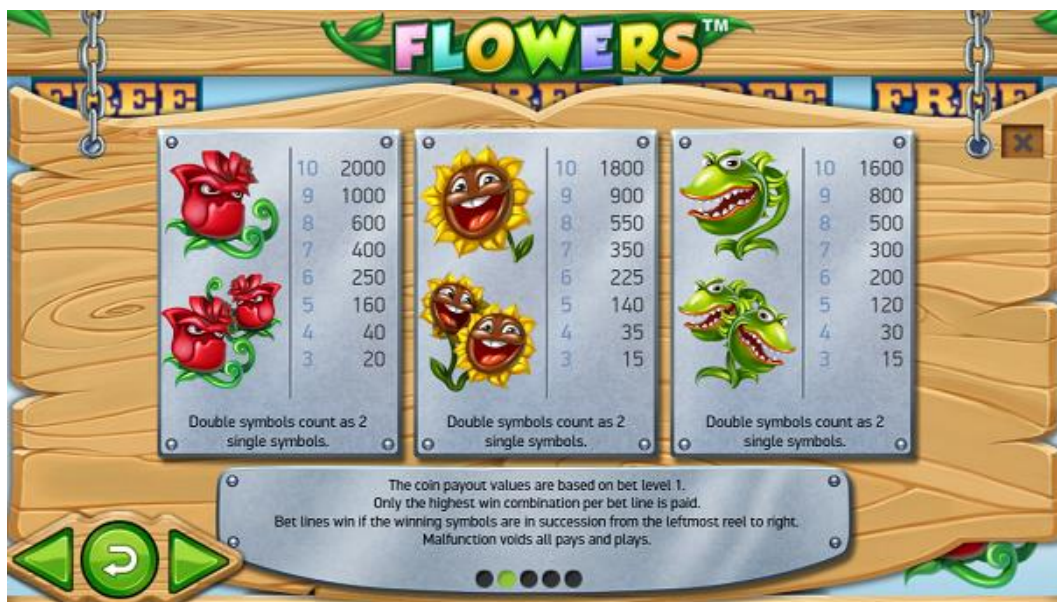 FLOWERS™
FREE FREE FREE FREE
10 2000
9 1000
8 600
7 400
6 250
5 160
4 40
3 20
Double symbols count as 2
single symbols.
10 1800
9 900
8 550
7 350
6 225
5 140
4 35
3 15
Double symbols count as 2
single symbols.
10 1600
9 800
8 500
7 300
6 200
5 120
4 30
3 15
Double symbols count as 2
single symbols.
The coin payout values are based on bet level 1.
Only the highest win combination per bet line is paid.
Bet lines win if the winning symbols are in succession from the leftmost reel to right.
Malfunction voids all pays and plays.